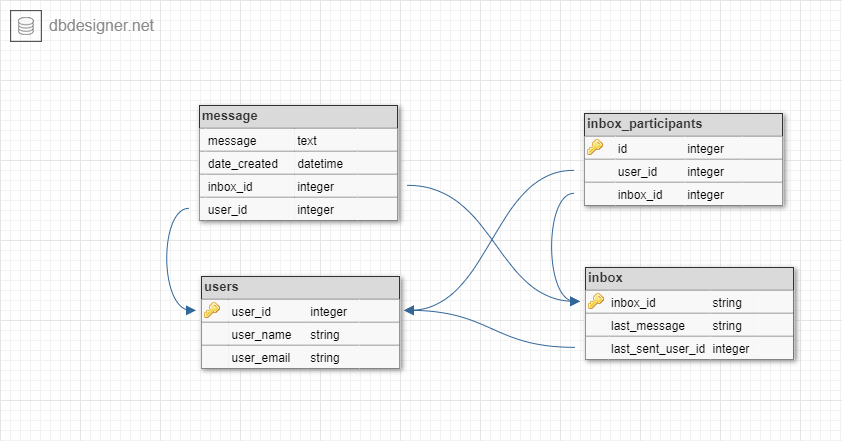 dbdesigner.net
message
message text
date_created datetime
inbox_id integer
user_id integer
inbox_participants
id integer
user_id integer
inbox_id integer
users
user_id integer
user_name string
user_email string
inbox
inbox_id string
last_message string
last_sent_user_id integer